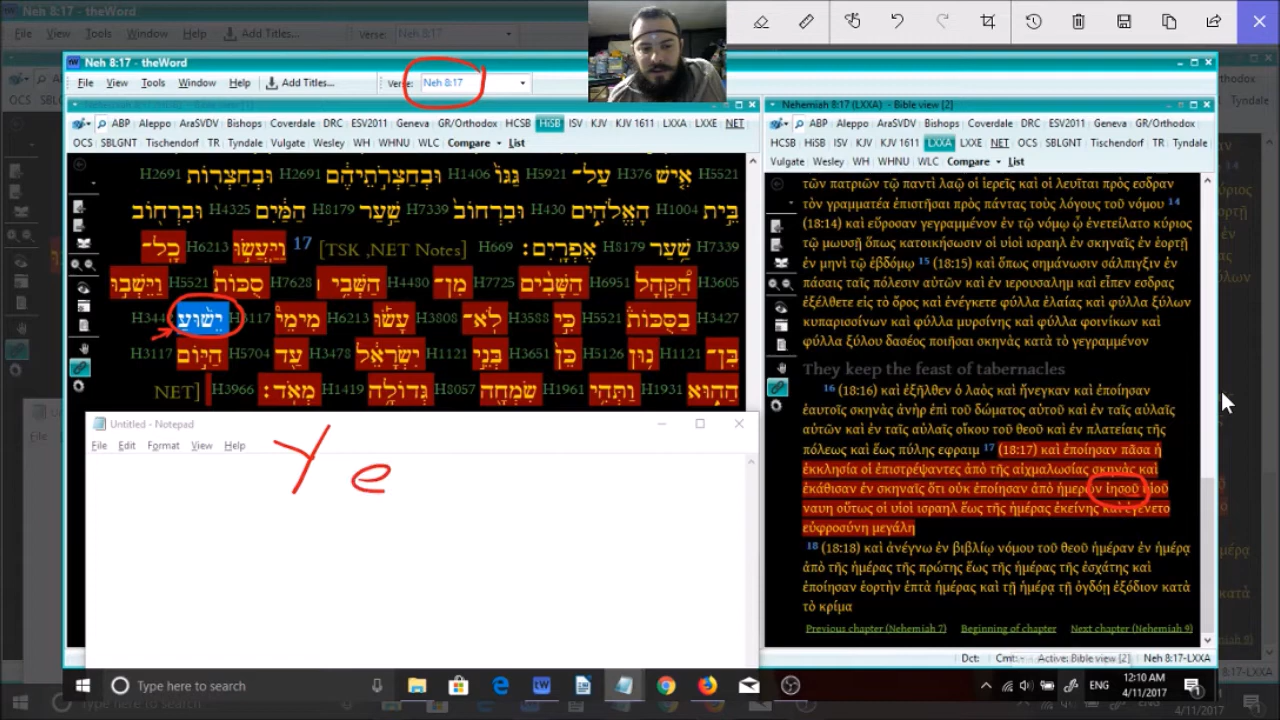 Neh 8:17 - theWord
File View Tools Window Help Add Titles... Verse: Neh 8:17
ABP Aleppo AraSVDV Bishops Coverdale DRC ESV2011 Geneva GR/Orthodox HCSB HiSB ISV KJV KJV 1611 LXXA LXXE NET
OCS SBLGNT Tischendorf TR Tyndale Vulgate Wesley WH WHNU WLC Compare List
H5521 אִ֣ישׁ H376 עַל־ H5921 גַּגּוֹ֮ H1406 וּבְחַצְרֹֽתֵיהֶ֒ם H2691 וּבְחַצְר֖וֹת H2691
בֵּ֣ית H1004 הָאֱלֹהִ֑ים H430 וּבִרְחוֹב֙ H7339 שַׁ֣עַר H8179 הַמַּ֔יִם H4325 וּבִרְח֖וֹב
H7339 שַׁ֥עַר H8179 אֶפְרָֽיִם׃ H669 [TSK ,NET Notes] 17 וַיַּֽעֲשׂ֣וּ H6213 כָֽל־
H3605 הַ֠קָּהָל H6951 הַשָּׁבִ֨ים H7725 מִן־ H4480 הַשְּׁבִ֥י ׀ H7628 סֻכּוֹת֮ H5521 וַיֵּשְׁב֣וּ
H3427 בַסֻּכּוֹת֒ H5521 כִּ֣י H3588 לֹֽא־ H3808 עָשׂ֡וּ H6213 מִימֵי֩ H3117 יֵשׁ֨וּעַ H344
בִּן־ H1121 נ֥וּן H5126 כֵּן֙ H3651 בְּנֵ֣י H1121 יִשְׂרָאֵ֔ל H3478 עַ֖ד H5704 הַיּ֣וֹם H3117
הַה֑וּא H1931 וַתְּהִ֥י H1961 שִׂמְחָ֖ה H8057 גְּדוֹלָ֥ה H1419 מְאֹֽד׃ H3966 [NET
Untitled - Notepad
File Edit Format View Help
Y e
Nehemiah 8:17 (LXXA) - Bible view [2]
ABP Aleppo AraSVDV Bishops Coverdale DRC ESV2011 Geneva GR/Orthodox
HCSB HiSB ISV KJV KJV 1611 LXXA LXXE NET OCS SBLGNT Tischendorf TR Tyndale
Vulgate Wesley WH WHNU WLC Compare List
τῶν πατριῶν τῷ παντὶ λαῷ οἱ ἱερεῖς καὶ οἱ λευῖται πρὸς εσδραν
τὸν γραμματέα ἐπιστῆσαι πρὸς πάντας τοὺς λόγους τοῦ νόμου 14
(18:14) καὶ εὕροσαν γεγραμμένον ἐν τῷ νόμῳ ᾧ ἐνετείλατο κύριος
τῷ μωυσῇ ὅπως κατοικήσωσιν οἱ υἱοὶ ισραηλ ἐν σκηναῖς ἐν ἑορτῇ
ἐν μηνὶ τῷ ἑβδόμῳ 15 (18:15) καὶ ὅπως σημάνωσιν σάλπιγξιν ἐν
πάσαις ταῖς πόλεσιν αὐτῶν καὶ ἐν ιερουσαλημ καὶ εἶπεν εσδρας
ἐξέλθετε εἰς τὸ ὄρος καὶ ἐνέγκετε φύλλα ἐλαίας καὶ φύλλα ξύλων
κυπαρισσίνων καὶ φύλλα μυρσίνης καὶ φύλλα φοινίκων καὶ
φύλλα ξύλου δασέος ποιῆσαι σκηνὰς κατὰ τὸ γεγραμμένον
They keep the feast of tabernacles
16 (18:16) καὶ ἐξῆλθεν ὁ λαὸς καὶ ἤνεγκαν καὶ ἐποίησαν
ἑαυτοῖς σκηνὰς ἀνὴρ ἐπὶ τοῦ δώματος αὐτοῦ καὶ ἐν ταῖς αὐλαῖς
αὐτῶν καὶ ἐν ταῖς αὐλαῖς οἴκου τοῦ θεοῦ καὶ ἐν πλατείαις τῆς
πόλεως καὶ ἕως πύλης εφραιμ 17 (18:17) καὶ ἐποίησαν πᾶσα ἡ
ἐκκλησία οἱ ἐπιστρέψαντες ἀπὸ τῆς αἰχμαλωσίας σκηνὰς καὶ
ἐκάθισαν ἐν σκηναῖς ὅτι οὐκ ἐποίησαν ἀπὸ ἡμερῶν ἰησοῦ υἱοῦ
ναυη οὕτως οἱ υἱοὶ ισραηλ ἕως τῆς ἡμέρας ἐκείνης καὶ ἐγένετο
εὐφροσύνη μεγάλη
18 (18:18) καὶ ἀνέγνω ἐν βιβλίῳ νόμου τοῦ θεοῦ ἡμέραν ἐν ἡμέρᾳ
ἀπὸ τῆς ἡμέρας τῆς πρώτης ἕως τῆς ἡμέρας τῆς ἐσχάτης καὶ
ἐποίησαν ἑορτὴν ἑπτὰ ἡμέρας καὶ τῇ ἡμέρᾳ τῇ ὀγδόῃ ἐξόδιον κατὰ
τὸ κρίμα
Previous chapter (Nehemiah 7) Beginning of chapter Next chapter (Nehemiah 9)
Dct: Cmt: Active: Bible view [2] Neh 8:17-LXXA
Type here to search
ENG 12:10 AM
4/11/2017